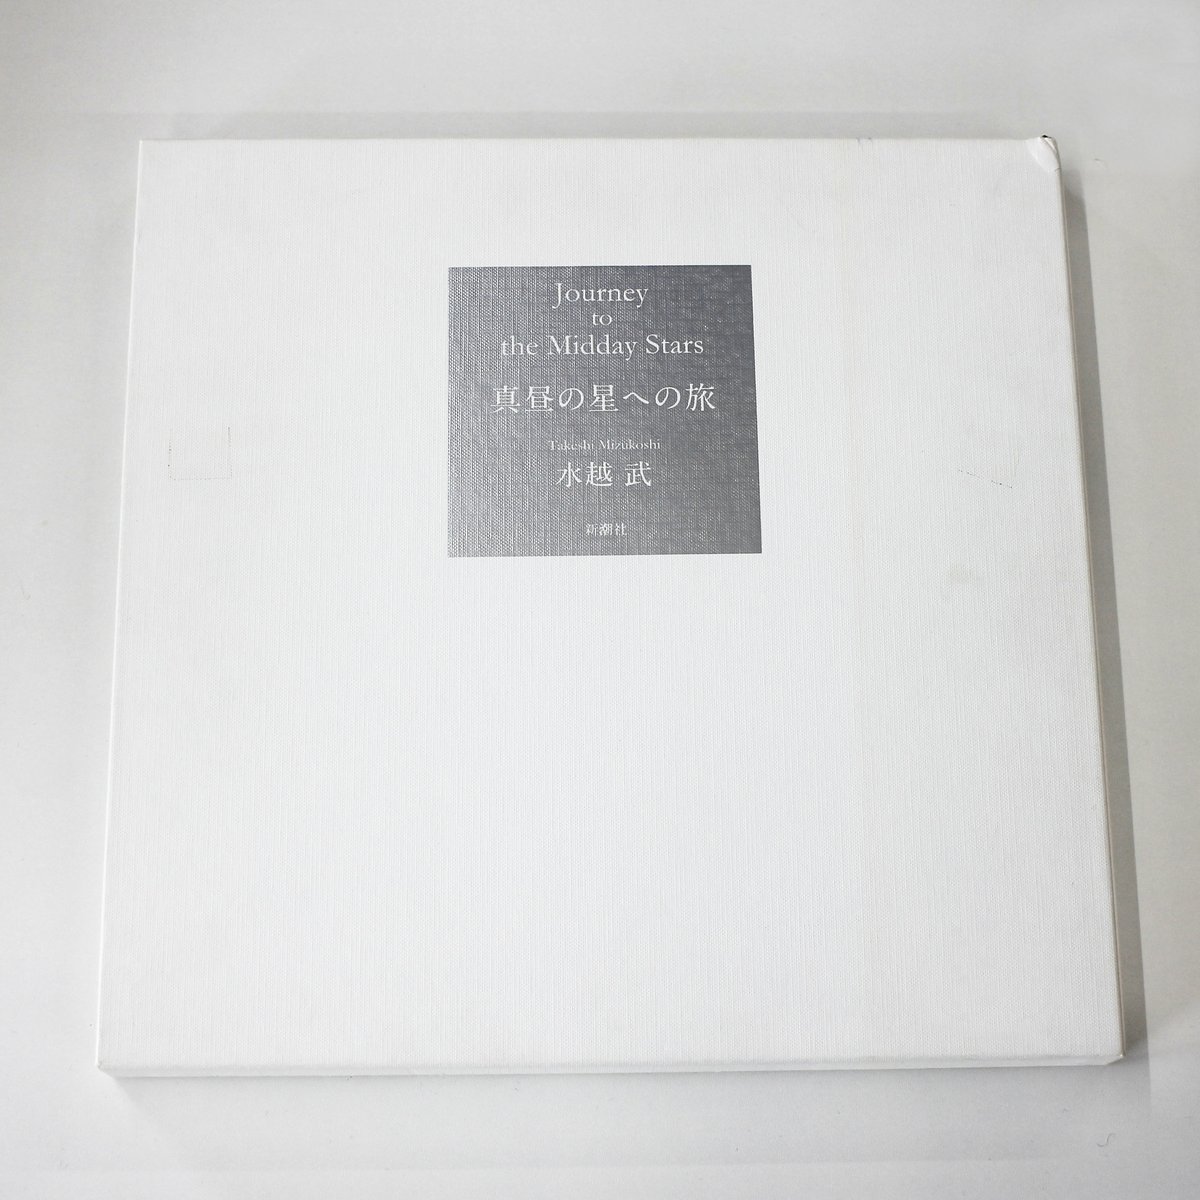 Journey
to
the Midday Stars
真昼の星への旅
Takeshi Mizukoshi
水越 武
新潮社